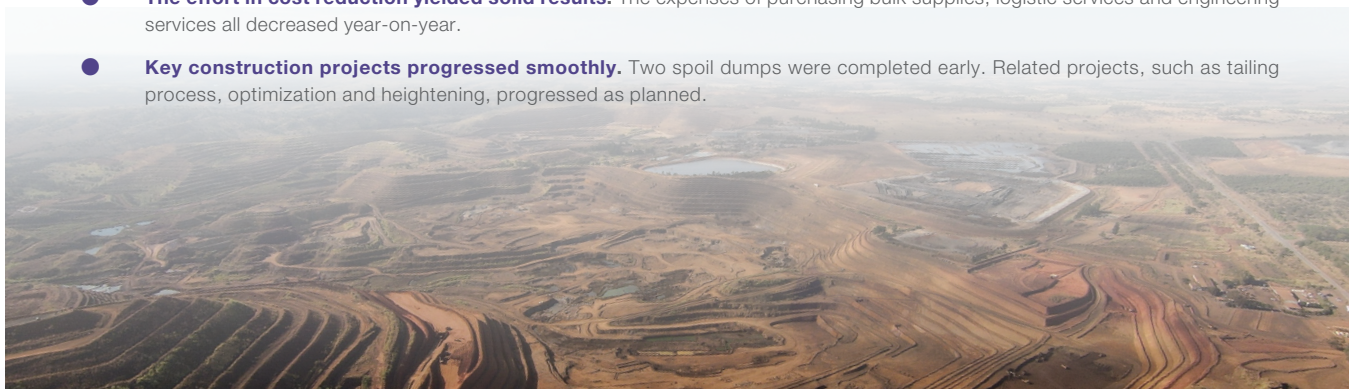 The effort in cost reduction yielded solid results. The expenses of purchasing bulk supplies, logistic services and engineering
services all decreased year-on-year.
Key construction projects progressed smoothly. Two spoil dumps were completed early. Related projects, such as tailing
process, optimization and heightening, progressed as planned.